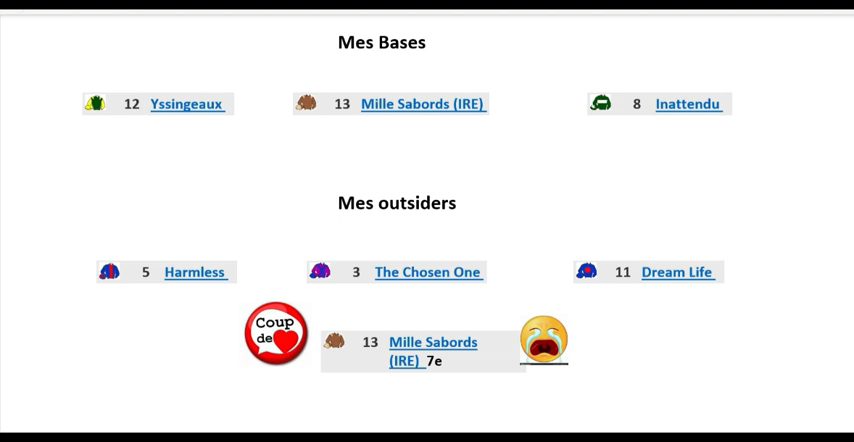 Mes Bases
12 Yssingeaux
13 Mille Sabords (IRE)
8 Inattendu
Mes outsiders
5 Harmless
3 The Chosen One
11 Dream Life
Coup
de
13 Mille Sabords
(IRE) 7e